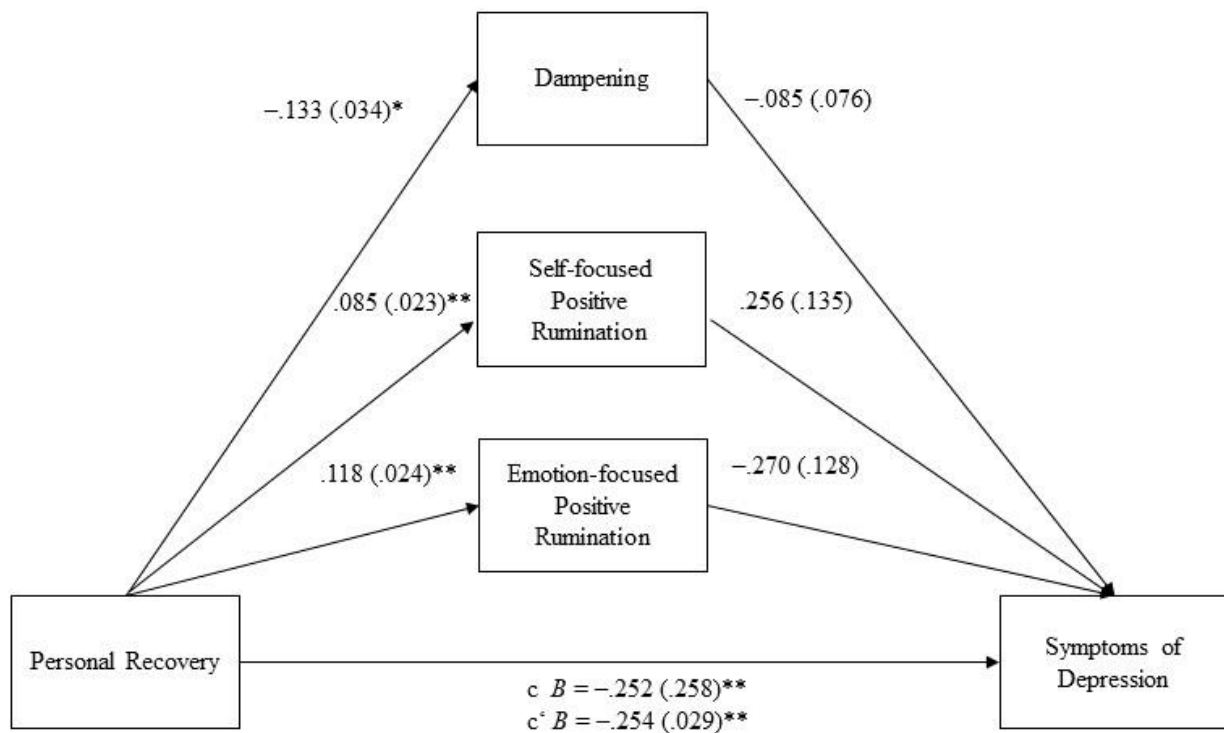 Dampening
–.133 (.034)*
–.085 (.076)
Self-focused
Positive
Rumination
.085 (.023)**
.256 (.135)
.118 (.024)**
Emotion-focused
Positive
Rumination
–.270 (.128)
Personal Recovery
Symptoms of
Depression
c B = –.252 (.258)**
c‘ B = –.254 (.029)**